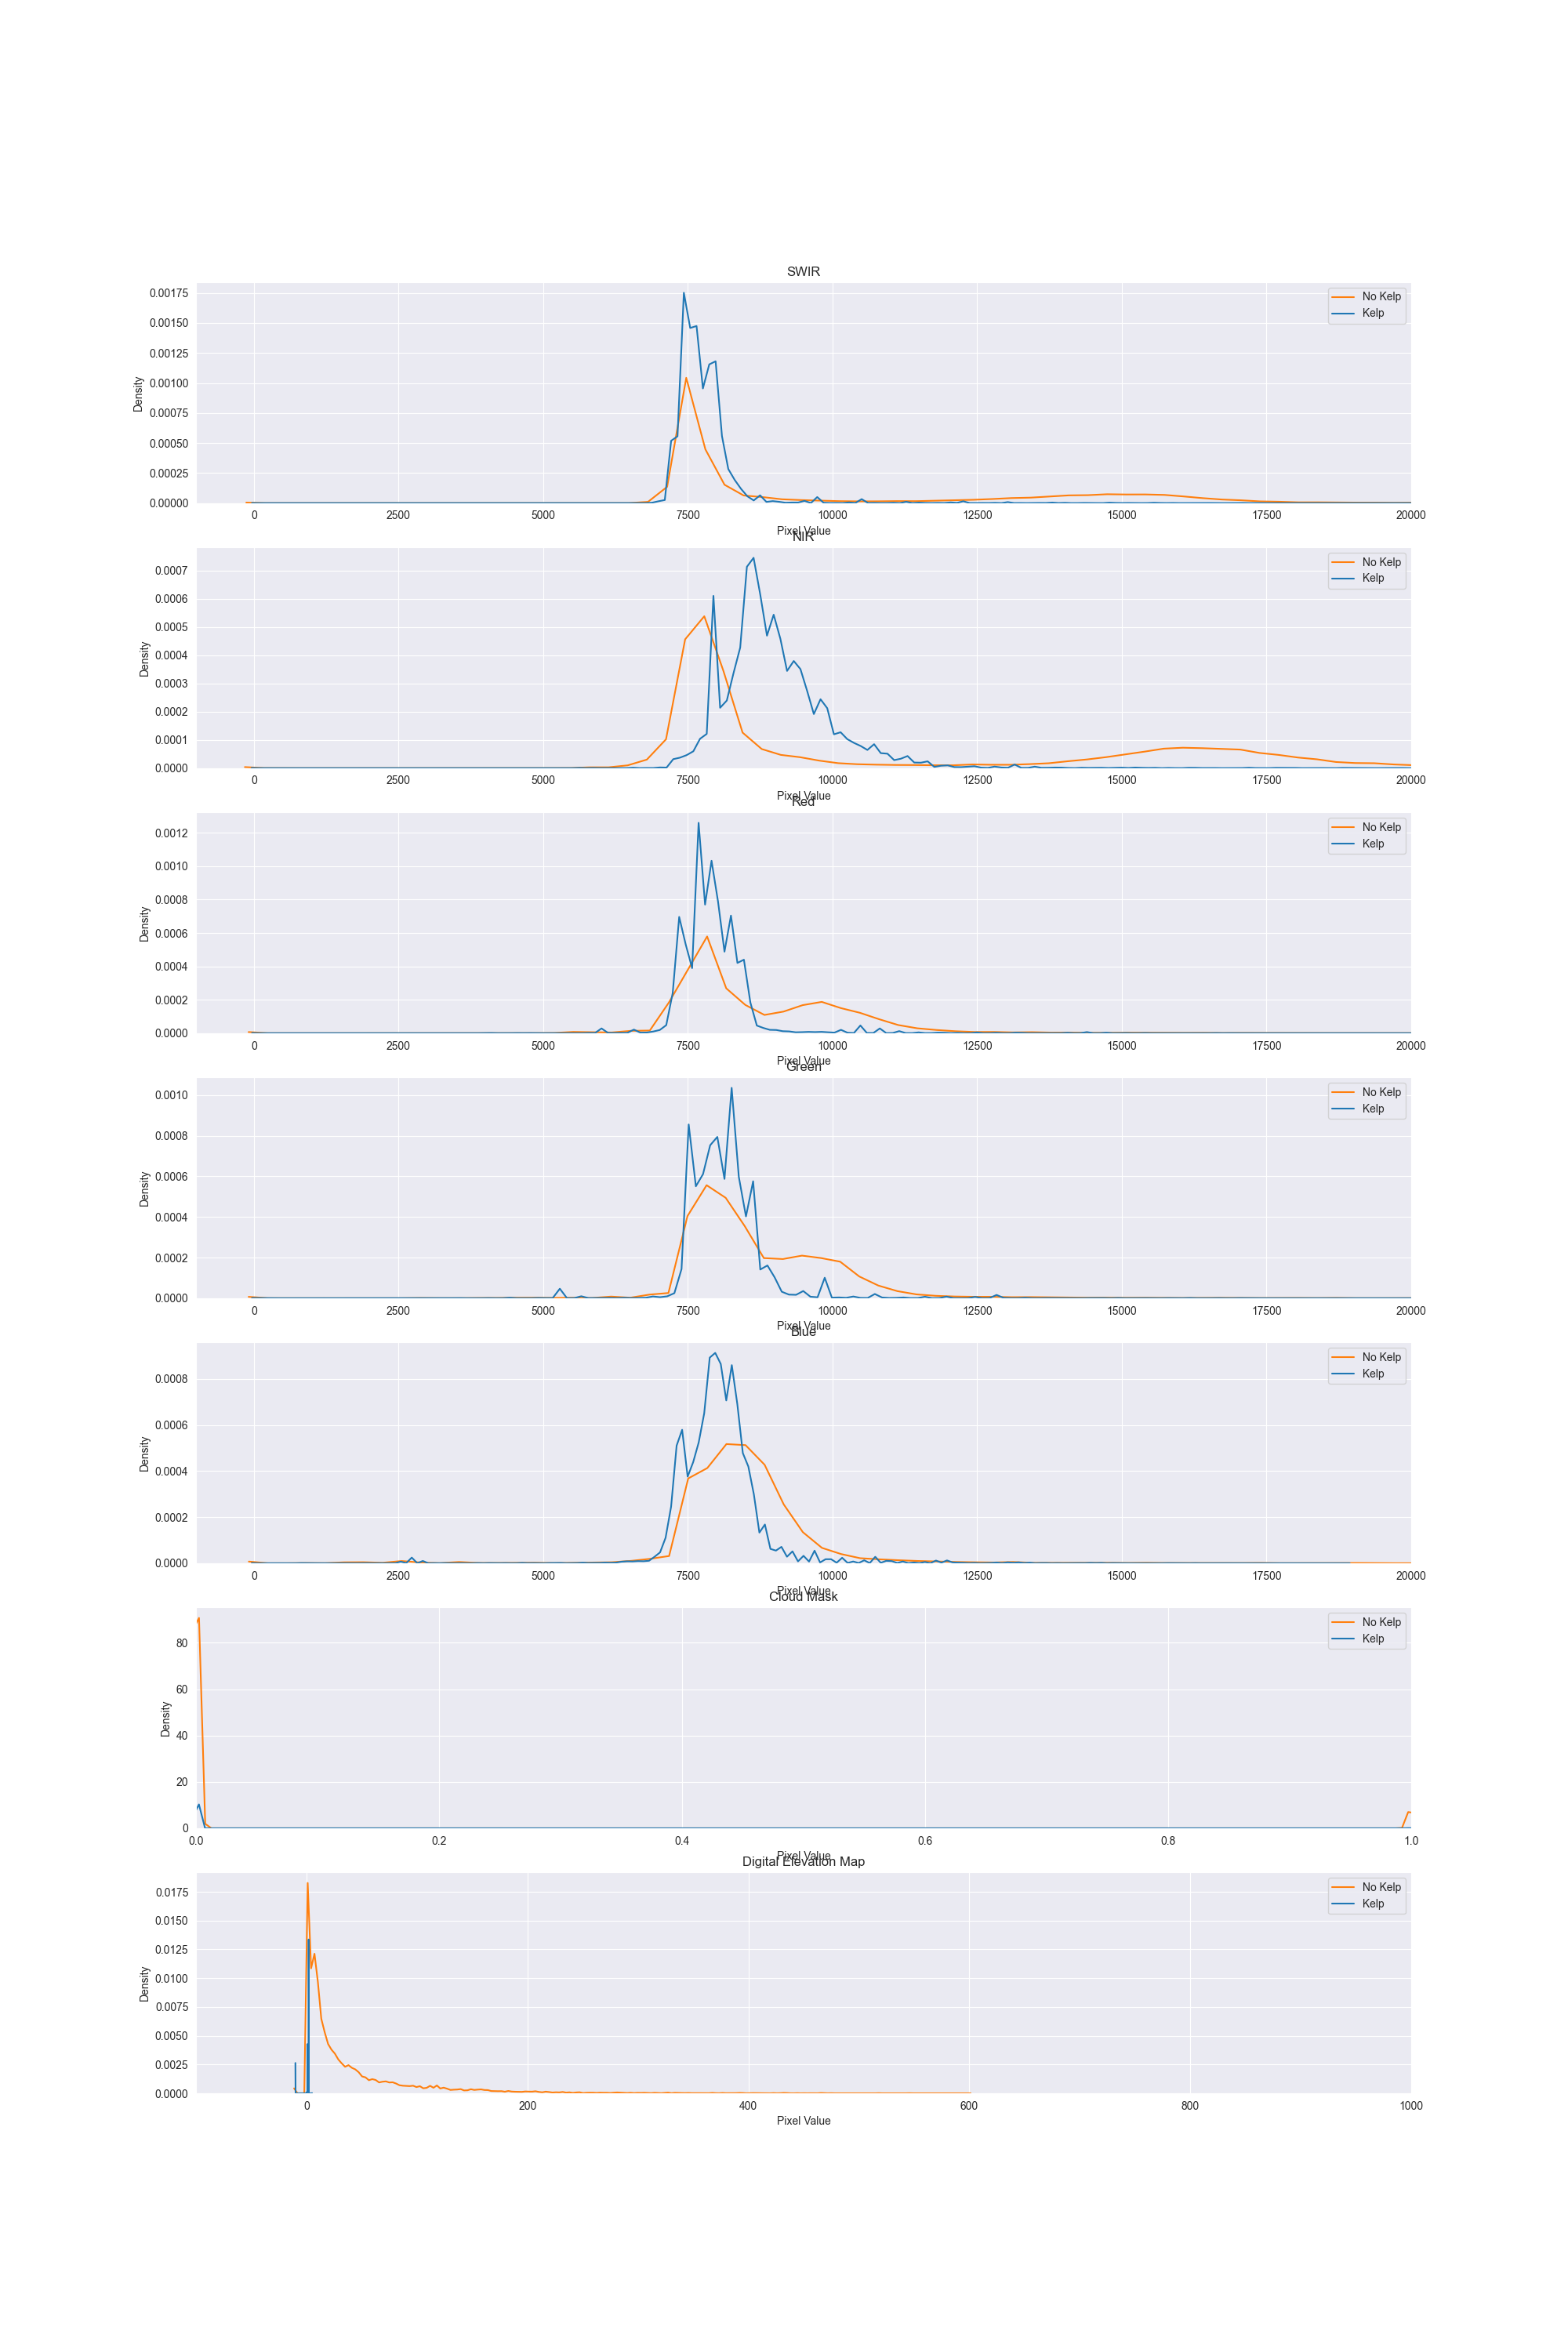 SWIR
No Kelp
Kelp
Density
0.00175
0.00150
0.00125
0.00100
0.00075
0.00050
0.00025
0.00000
0 2500 5000 7500 10000 12500 15000 17500 20000
Pixel Value
NIR
No Kelp
Kelp
Density
0.0007
0.0006
0.0005
0.0004
0.0003
0.0002
0.0001
0.0000
0 2500 5000 7500 10000 12500 15000 17500 20000
Pixel Value
Red
No Kelp
Kelp
Density
0.0012
0.0010
0.0008
0.0006
0.0004
0.0002
0.0000
0 2500 5000 7500 10000 12500 15000 17500 20000
Pixel Value
Green
No Kelp
Kelp
Density
0.0010
0.0008
0.0006
0.0004
0.0002
0.0000
0 2500 5000 7500 10000 12500 15000 17500 20000
Pixel Value
Blue
No Kelp
Kelp
Density
0.0008
0.0006
0.0004
0.0002
0.0000
0 2500 5000 7500 10000 12500 15000 17500 20000
Pixel Value
Cloud Mask
No Kelp
Kelp
Density
80
60
40
20
0
0.0 0.2 0.4 0.6 0.8 1.0
Pixel Value
Digital Elevation Map
No Kelp
Kelp
Density
0.0175
0.0150
0.0125
0.0100
0.0075
0.0050
0.0025
0.0000
0 200 400 600 800 1000
Pixel Value